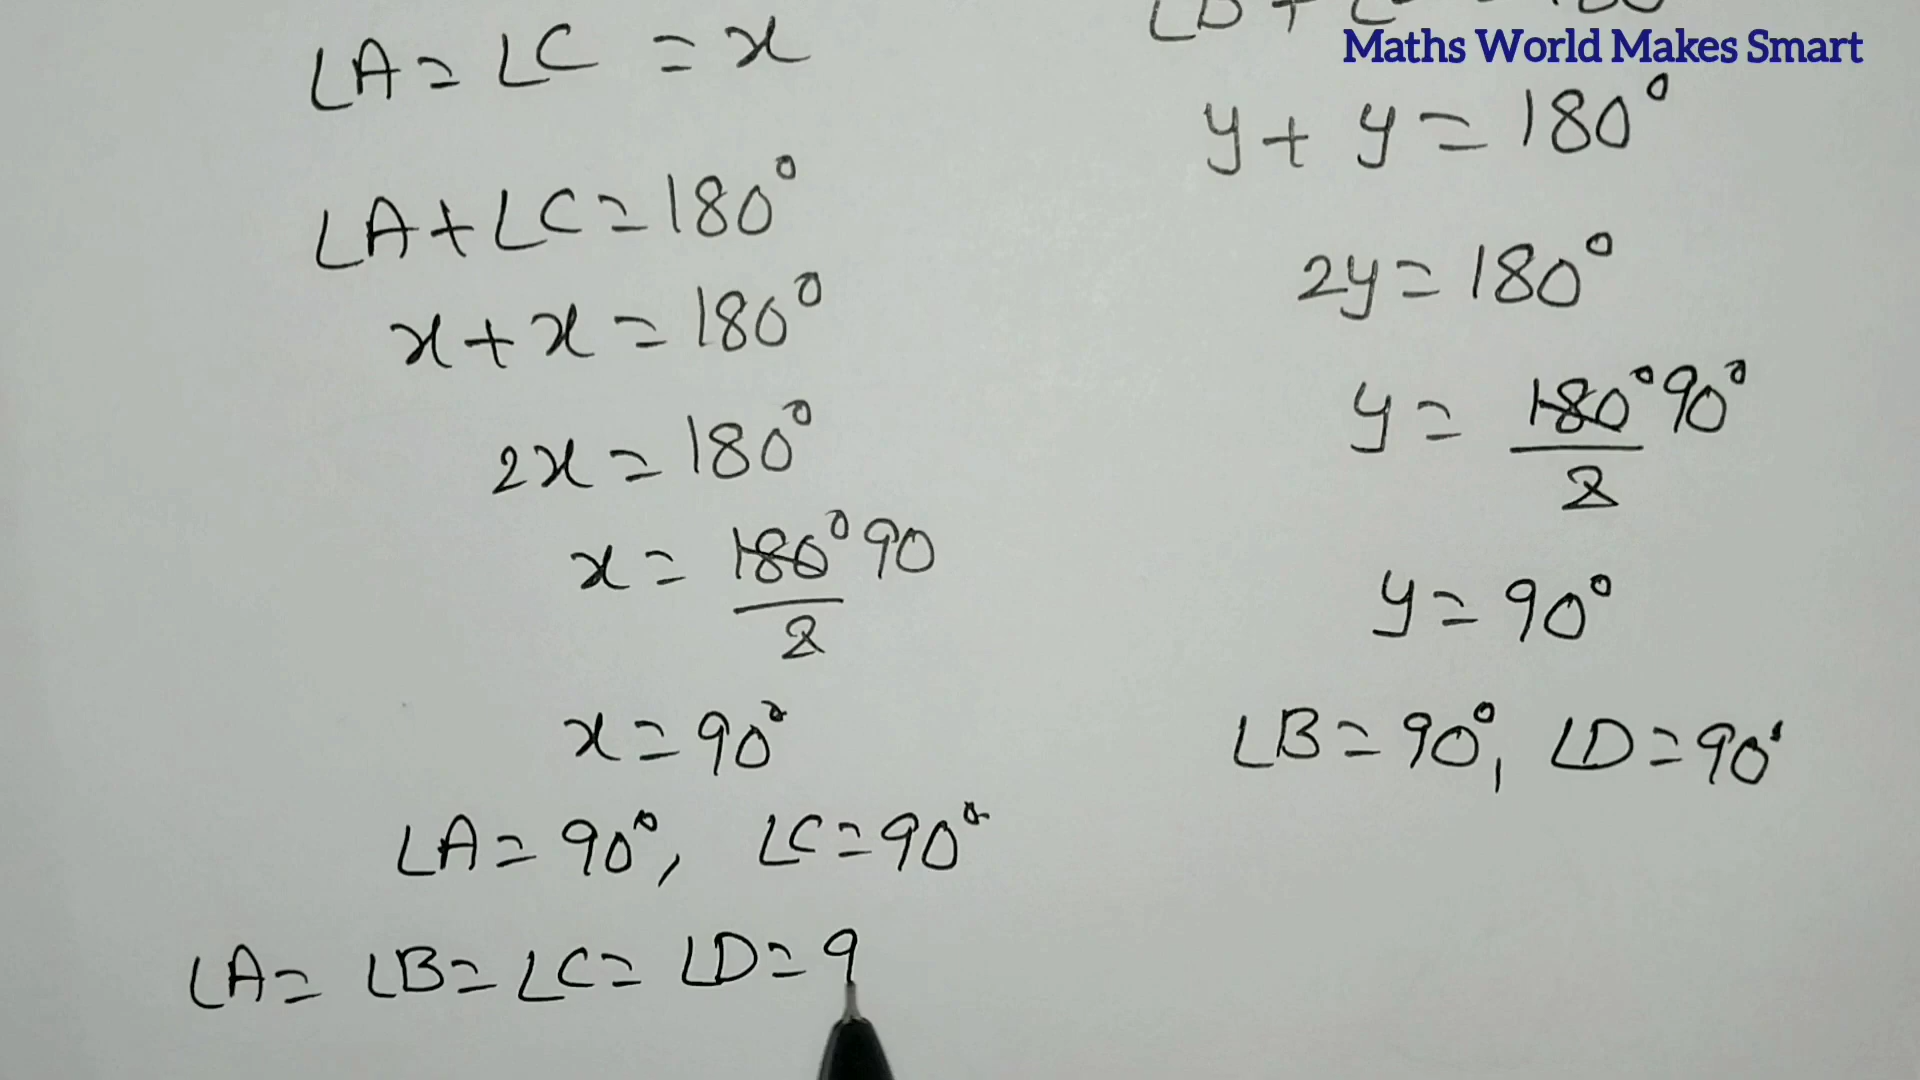 ∠A = ∠C = x
∠A + ∠C = 180°
x + x = 180°
2x = 180°
x = 180° 90
2
x = 90°
∠A = 90°, ∠C = 90°
∠A = ∠B = ∠C = ∠D = 9
Maths World Makes Smart
y + y = 180°
2y = 180°
y = 180° 90°
2
y = 90°
∠B = 90°, ∠D = 90°